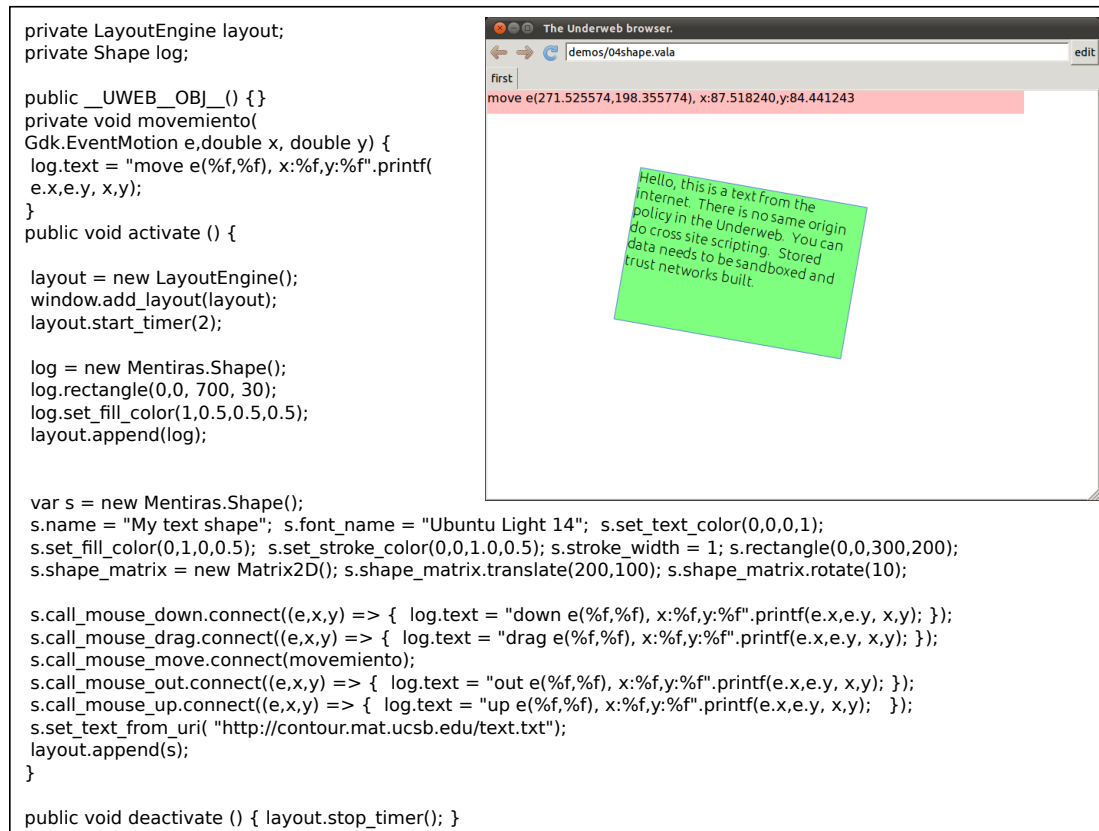 private LayoutEngine layout;
private Shape log;
public __UWEB__OBJ__() {}
private void movemiento(
Gdk.EventMotion e,double x, double y) {
log.text = "move e(%f,%f), x:%f,y:%f".printf(
e.x,e.y, x,y);
}
public void activate () {
layout = new LayoutEngine();
window.add_layout(layout);
layout.start_timer(2);
log = new Mentiras.Shape();
log.rectangle(0,0, 700, 30);
log.set_fill_color(1,0.5,0.5,0.5);
layout.append(log);
The Underweb browser.
demos/04shape.vala
edit
first
move e(271.525574,198.355774), x:87.518240,y:84.441243
Hello, this is a text from the
internet. There is no same origin
policy in the Underweb. You can
do cross site scripting. Stored
data needs to be sandboxed and
trust networks built.
var s = new Mentiras.Shape();
s.name = "My text shape"; s.font_name = "Ubuntu Light 14"; s.set_text_color(0,0,0,1);
s.set_fill_color(0,1,0,0.5); s.set_stroke_color(0,0,1.0,0.5); s.stroke_width = 1; s.rectangle(0,0,300,200);
s.shape_matrix = new Matrix2D(); s.shape_matrix.translate(200,100); s.shape_matrix.rotate(10);
s.call_mouse_down.connect((e,x,y) => { log.text = "down e(%f,%f), x:%f,y:%f".printf(e.x,e.y, x,y); });
s.call_mouse_drag.connect((e,x,y) => { log.text = "drag e(%f,%f), x:%f,y:%f".printf(e.x,e.y, x,y); });
s.call_mouse_move.connect(movemiento);
s.call_mouse_out.connect((e,x,y) => { log.text = "out e(%f,%f), x:%f,y:%f".printf(e.x,e.y, x,y); });
s.call_mouse_up.connect((e,x,y) => { log.text = "up e(%f,%f), x:%f,y:%f".printf(e.x,e.y, x,y); });
s.set_text_from_uri( "http://contour.mat.ucsb.edu/text.txt");
layout.append(s);
}
public void deactivate () { layout.stop_timer(); }